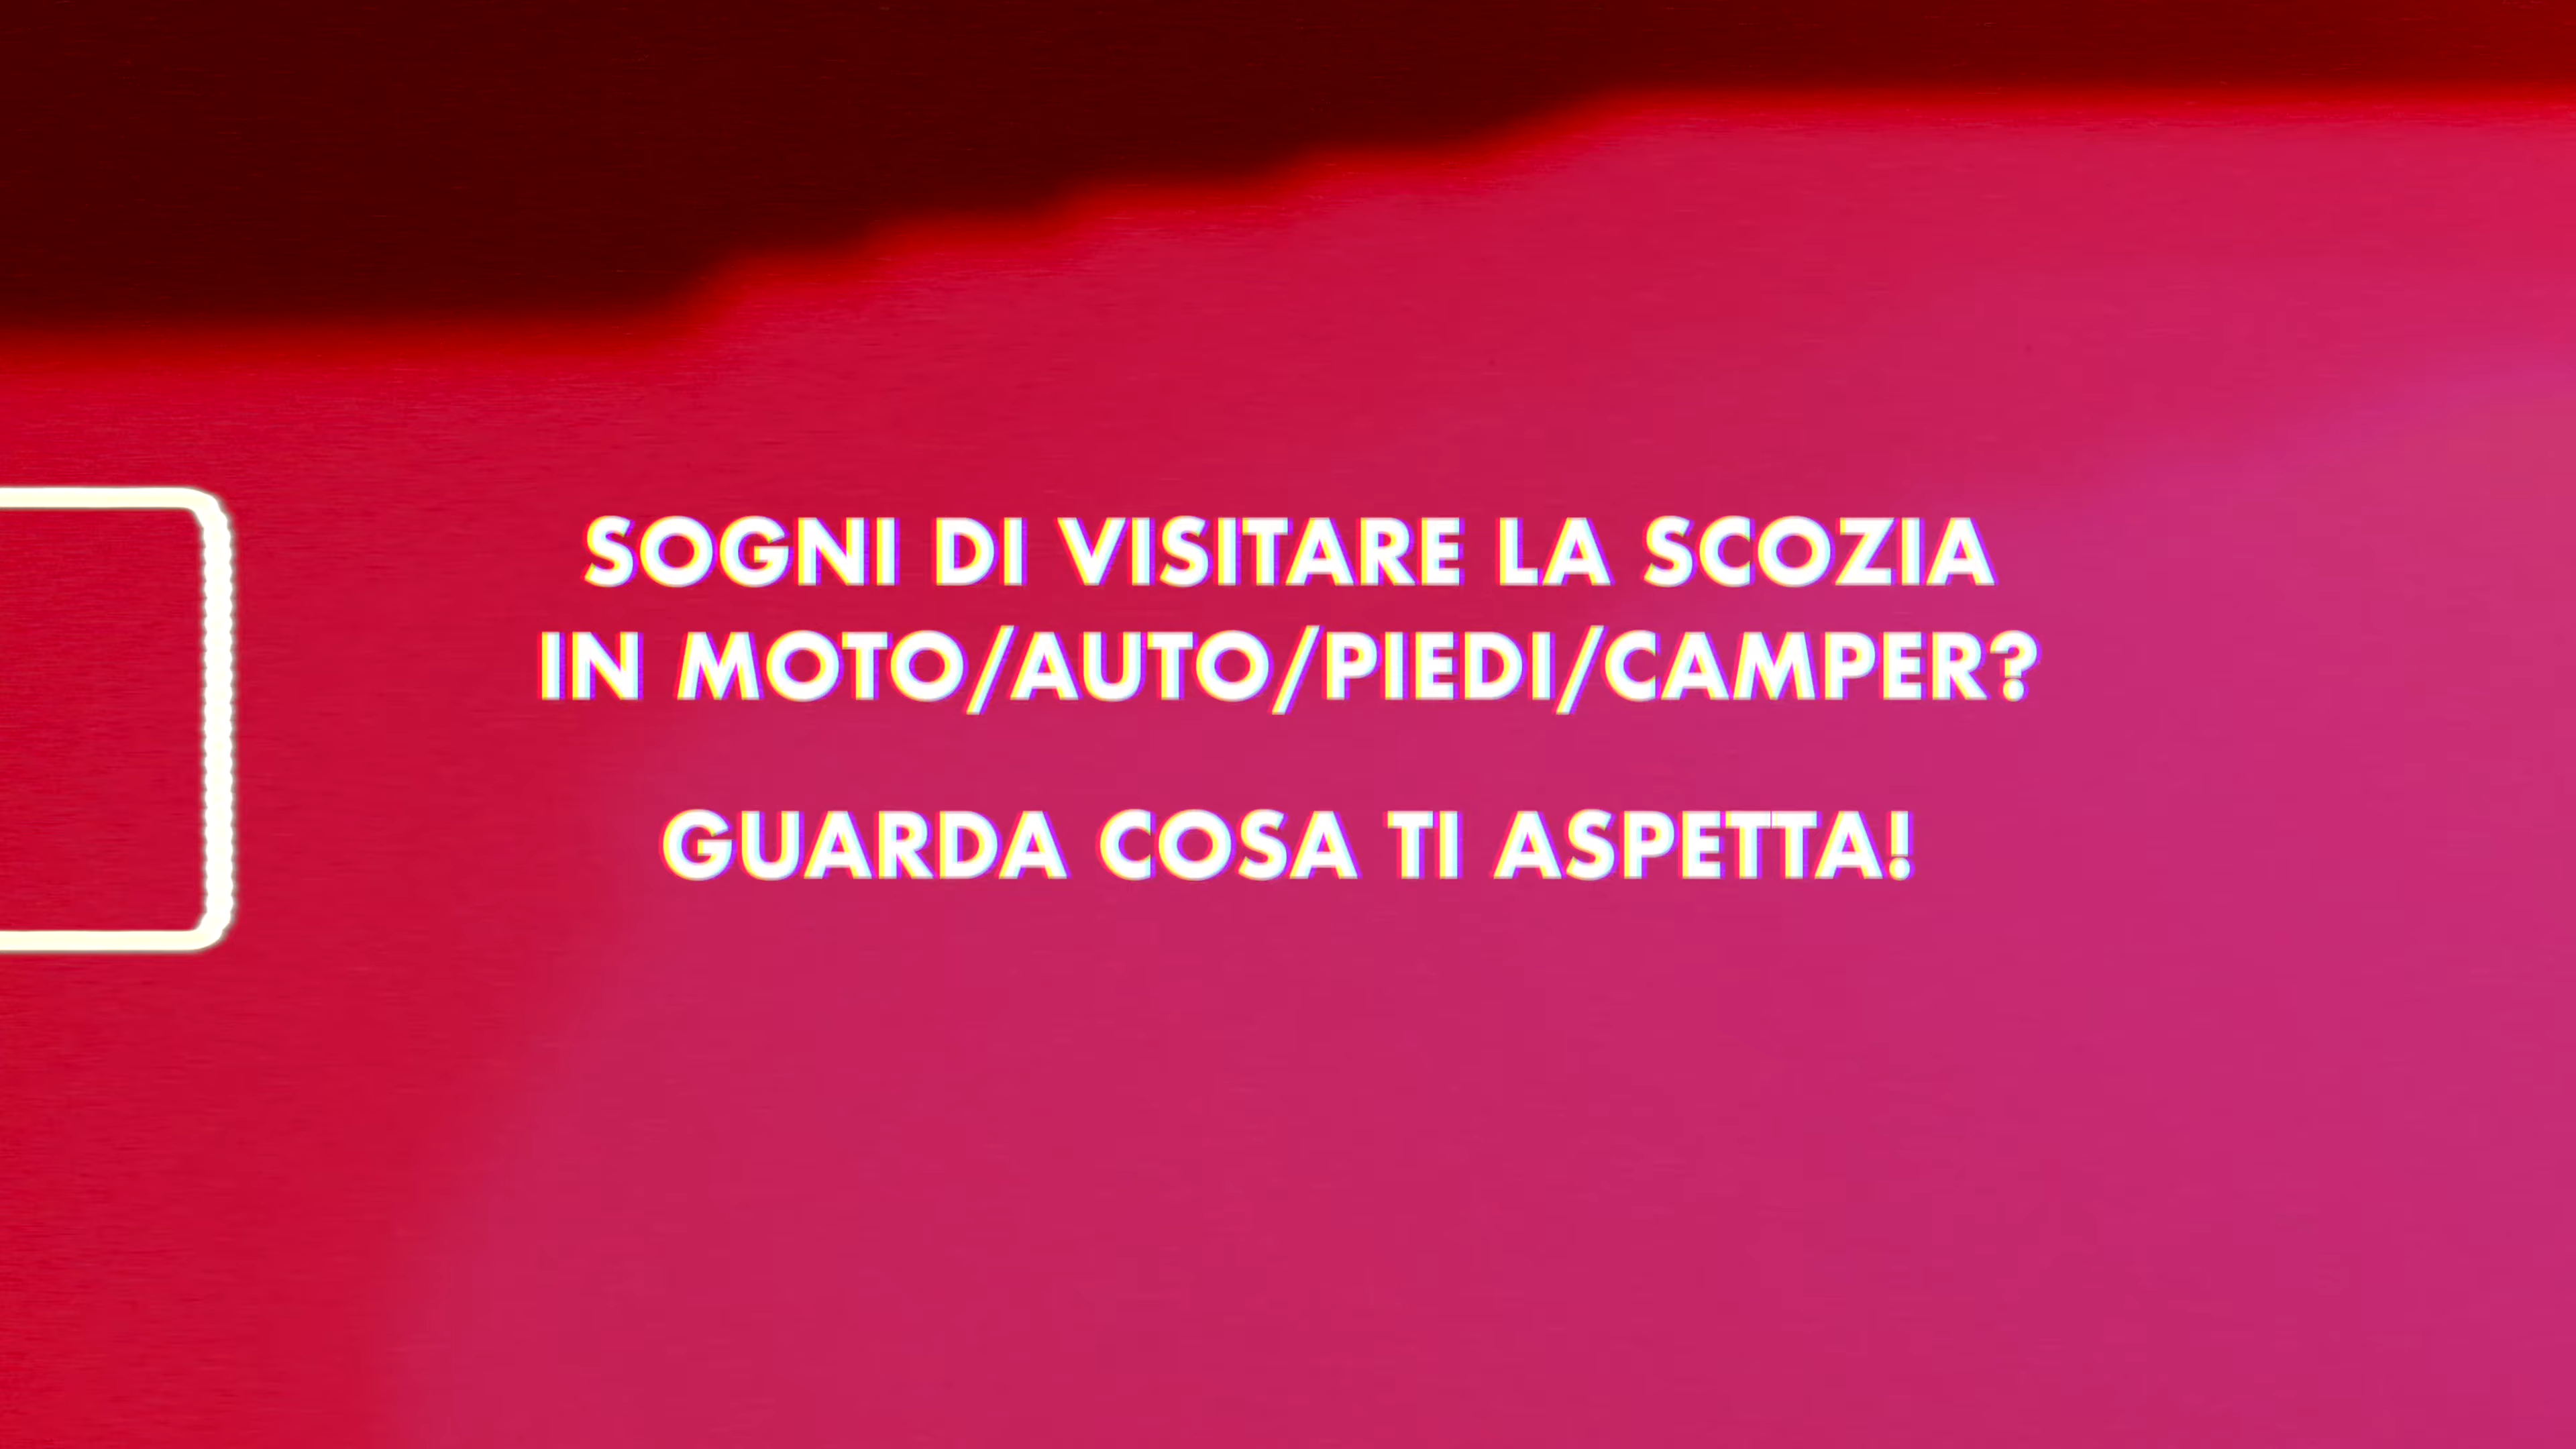 SOGNI DI VISITARE LA SCOZIA
IN MOTO/AUTO/PIEDI/CAMPER?
GUARDA COSA TI ASPETTA!